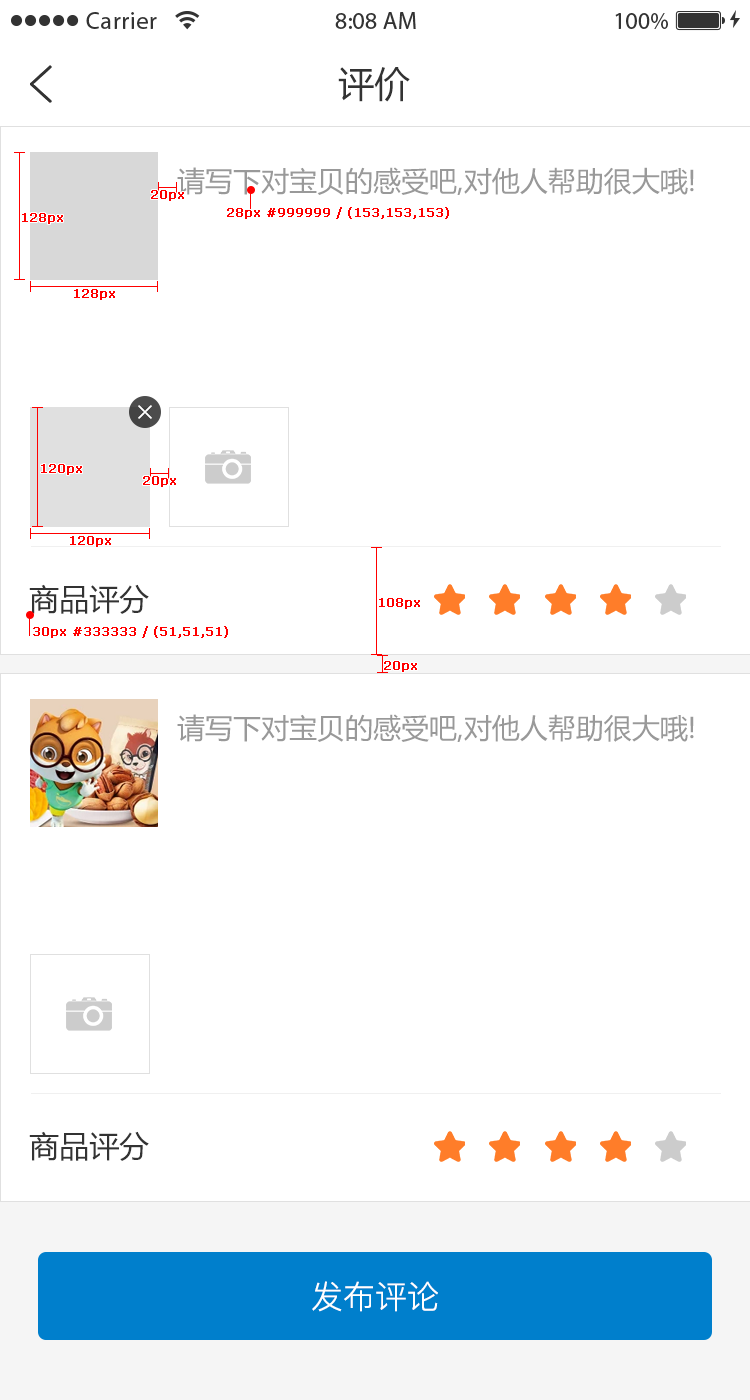 Carrier 8:08 AM 100%
评价
请写下对宝贝的感受吧,对他人帮助很大哦!
20px
28px #999999 / (153,153,153)
128px
128px
120px
20px
120px
商品评分
108px
30px #333333 / (51,51,51)
20px
请写下对宝贝的感受吧,对他人帮助很大哦!
商品评分
发布评论